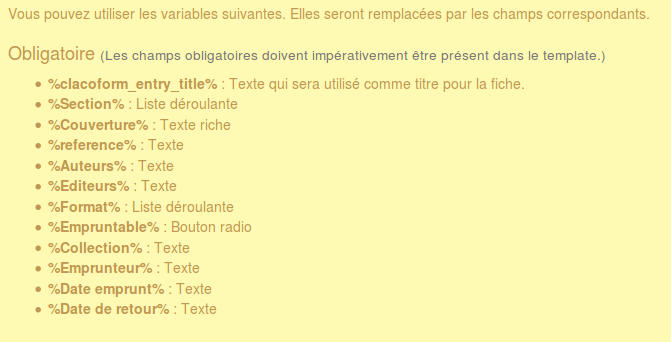 Vous pouvez utiliser les variables suivantes. Elles seront remplacées par les champs correspondants.
Obligatoire (Les champs obligatoires doivent impérativement être présent dans le template.)
• %clacoform_entry_title% : Texte qui sera utilisé comme titre pour la fiche.
• %Section% : Liste déroulante
• %Couverture% : Texte riche
• %reference% : Texte
• %Auteurs% : Texte
• %Editeurs% : Texte
• %Format% : Liste déroulante
• %Empruntable% : Bouton radio
• %Collection% : Texte
• %Emprunteur% : Texte
• %Date emprunt% : Texte
• %Date de retour% : Texte